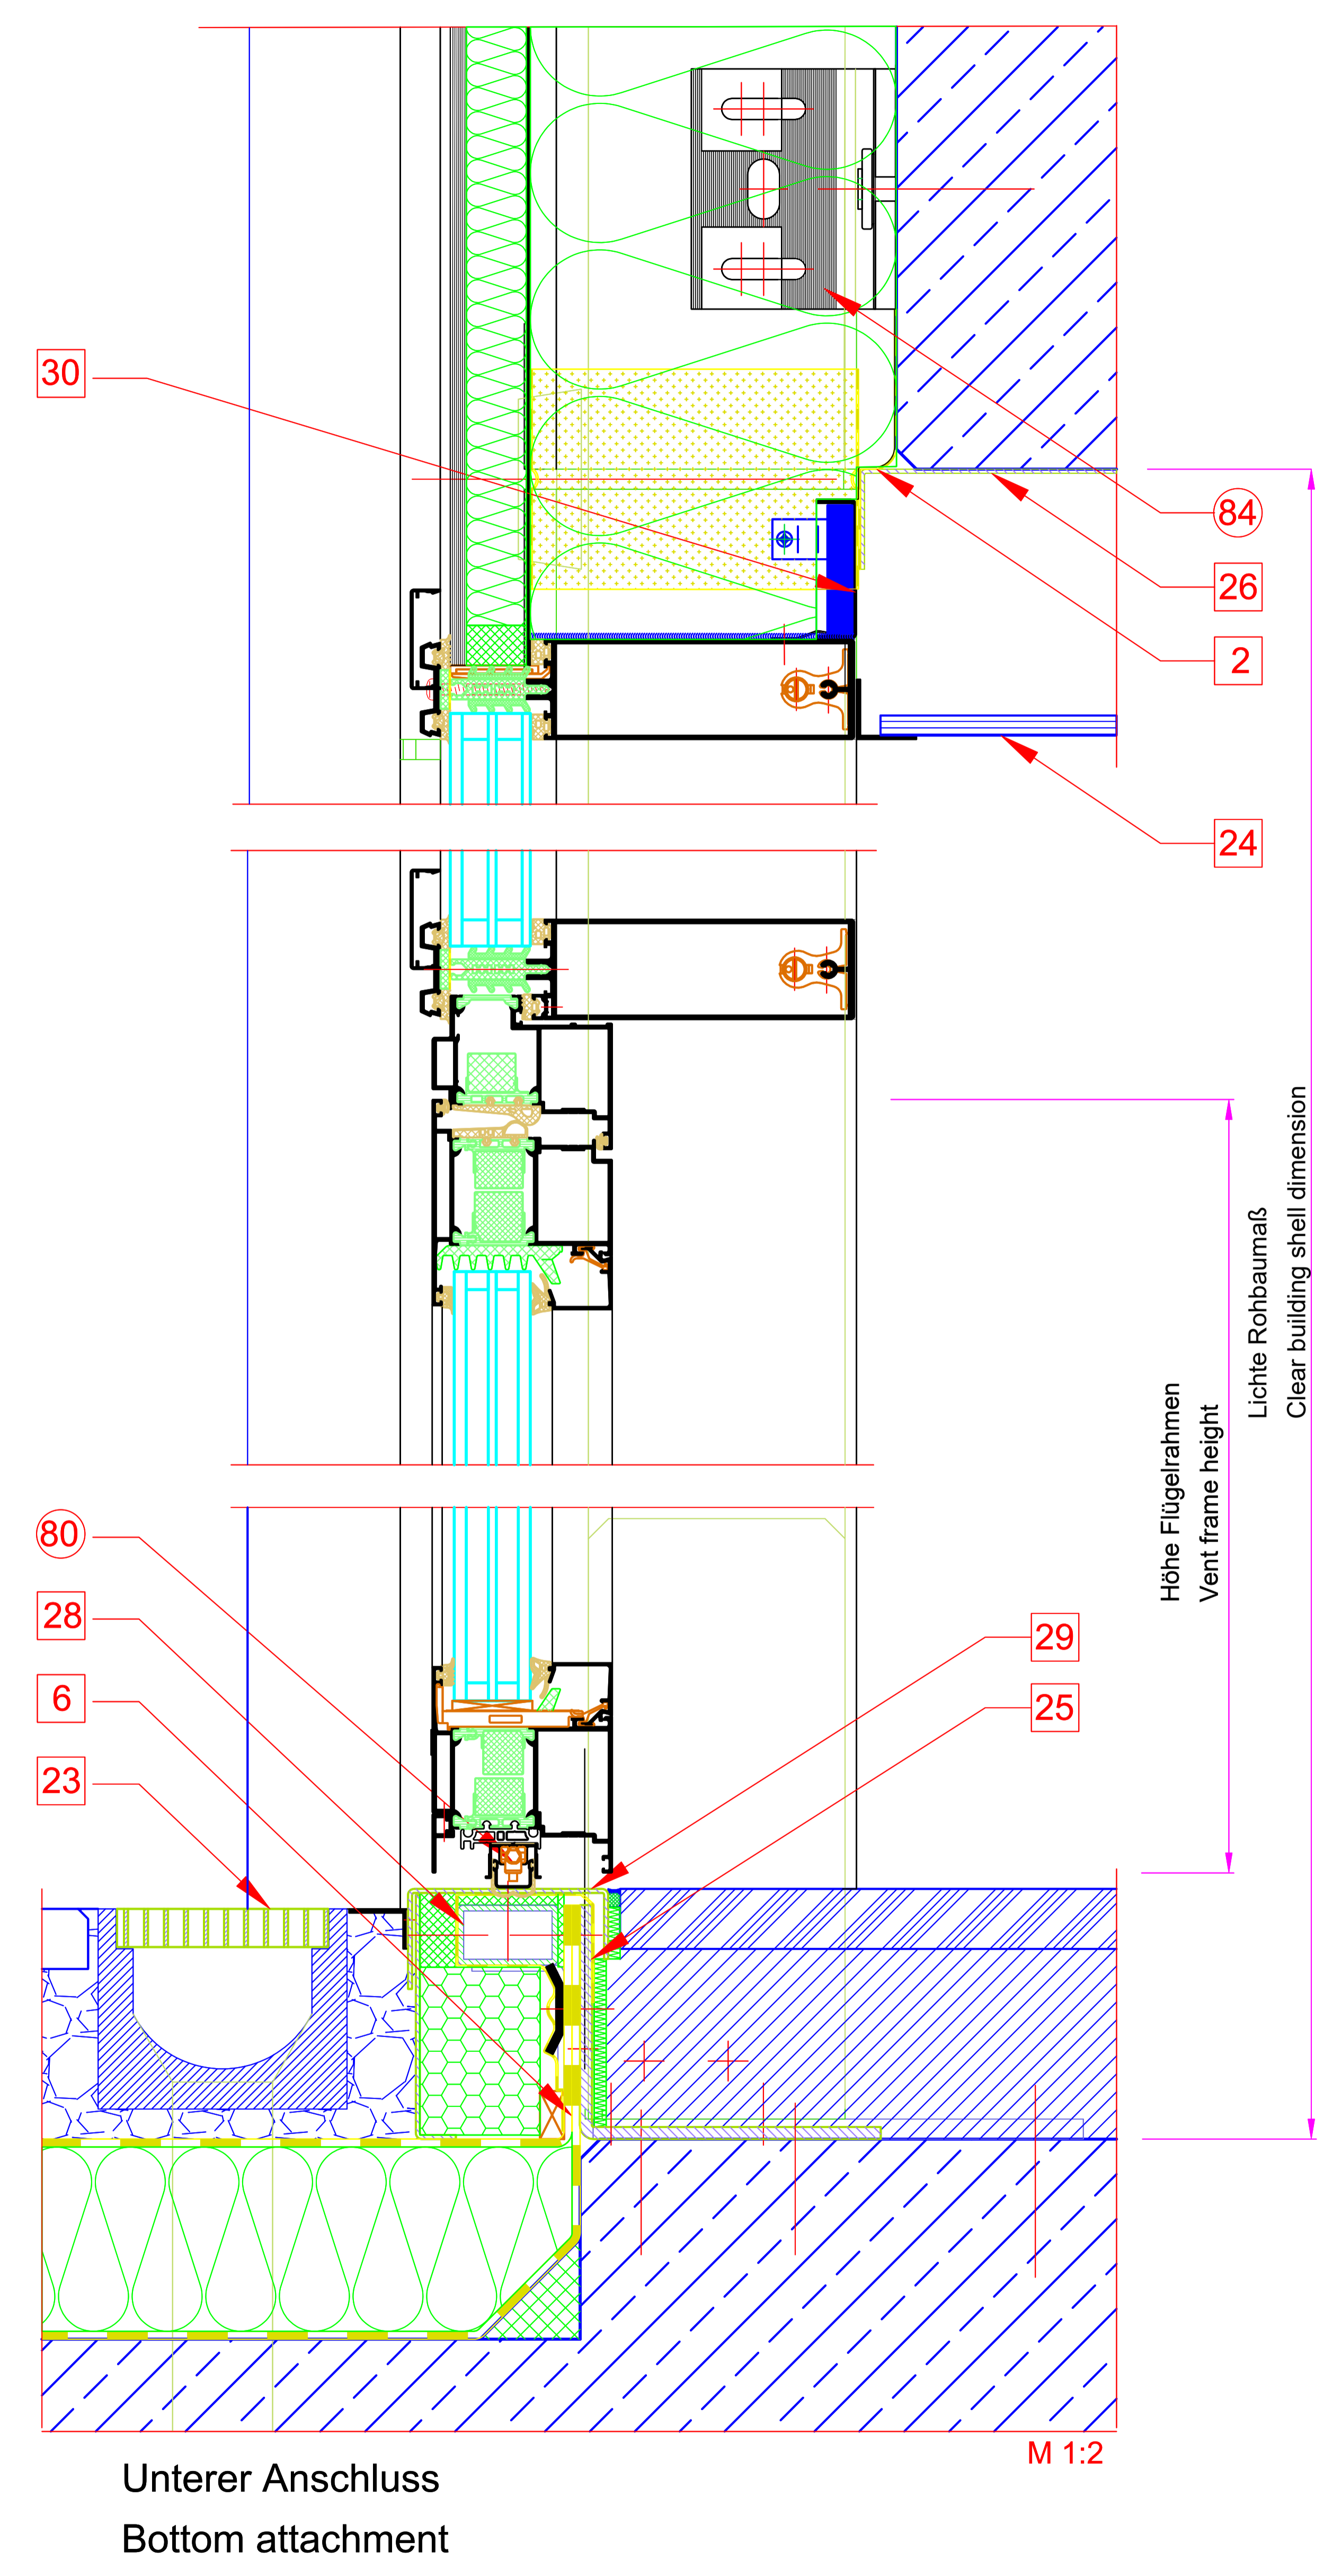 30
84
26
2
24
Lichte Rohbaumaß
Clear building shell dimension
Höhe Flügelrahmen
Vent frame height
80
28
6
23
29
25
M 1:2
Unterer Anschluss
Bottom attachment